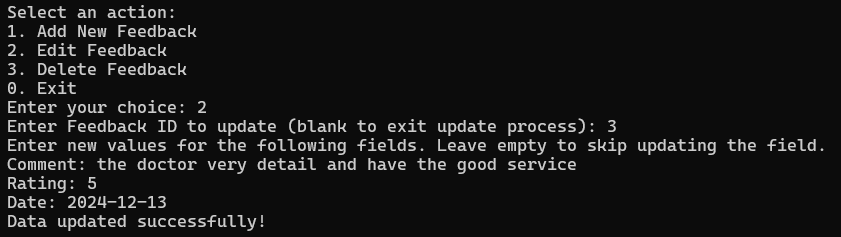 Select an action:
1. Add New Feedback
2. Edit Feedback
3. Delete Feedback
0. Exit
Enter your choice: 2
Enter Feedback ID to update (blank to exit update process): 3
Enter new values for the following fields. Leave empty to skip updating the field.
Comment: the doctor very detail and have the good service
Rating: 5
Date: 2024-12-13
Data updated successfully!